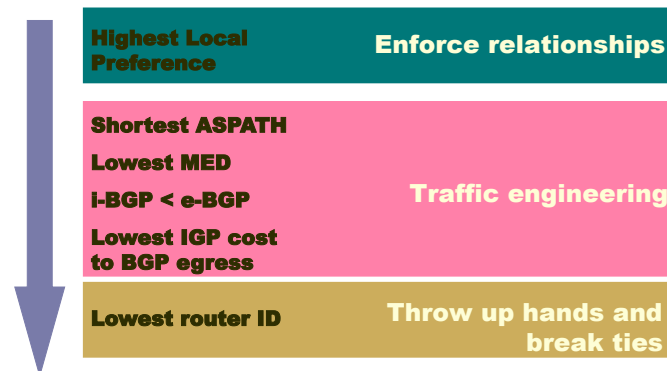 Highest Local
Preference
Enforce relationships
Shortest ASPATH
Lowest MED
i-BGP < e-BGP
Traffic engineering
Lowest IGP cost
to BGP egress
Lowest router ID
Throw up hands and
break ties